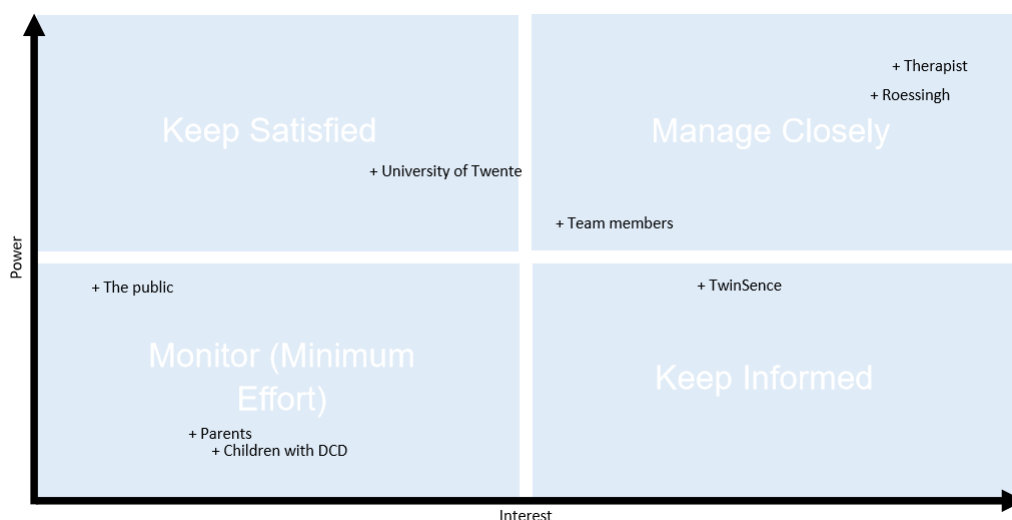 + Therapist
+ Roessingh
Keep Satisfied
Manage Closely
+ University of Twente
+ Team members
Power
+ The public
+ TwinSence
Monitor (Minimum
Effort)
Keep Informed
+ Parents
+ Children with DCD
Interest